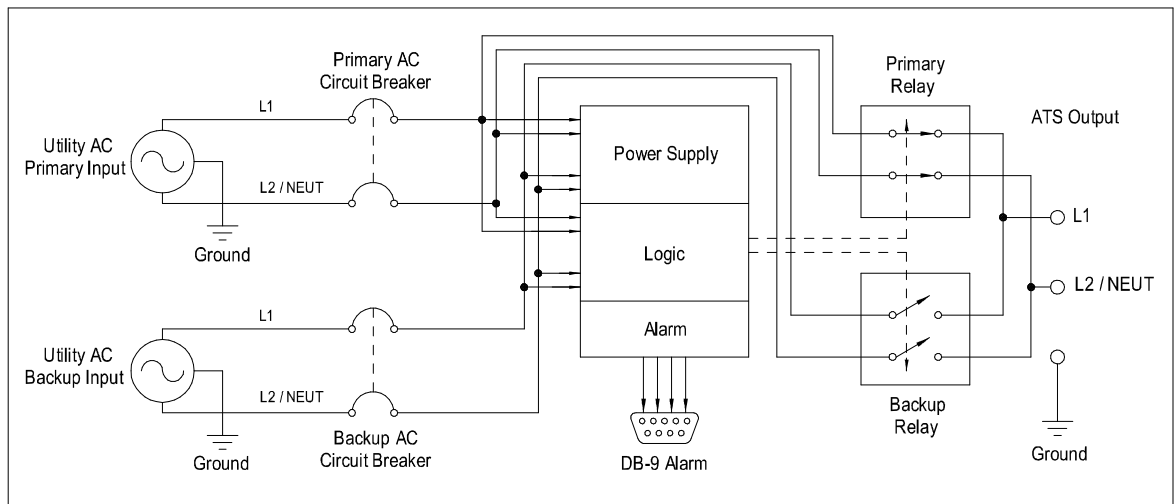 Primary AC
Circuit Breaker
L1
Utility AC
Primary Input
L2 / NEUT
Ground
Power Supply
Logic
Alarm
Primary
Relay
ATS Output
L1
L2 / NEUT
L1
Utility AC
Backup Input
L2 / NEUT
Ground
Backup AC
Circuit Breaker
DB-9 Alarm
Backup
Relay
Ground